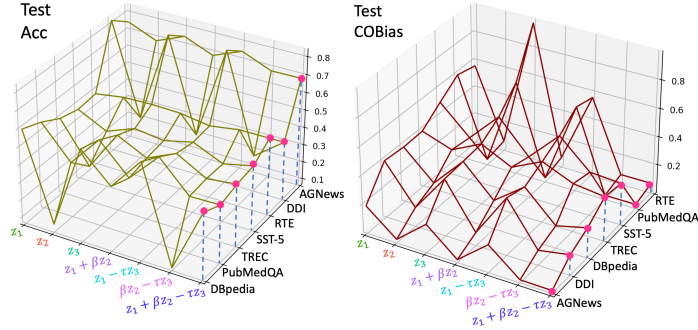 Test
Acc
0.8
0.7
0.6
0.5
0.4
0.3
0.2
0.1
AGNews
DDI
RTE
SST-5
TREC
PubMedQA
DBpedia
z₁
z₂
z₃
z₁ + βz₂
z₁ − τz₃
βz₂ − τz₃
z₁ + βz₂ − τz₃
Test
COBias
0.8
0.6
0.4
0.2
RTE
PubMedQA
SST-5
TREC
DBpedia
DDI
AGNews
z₁
z₂
z₃
z₁ + βz₂
z₁ − τz₃
βz₂ − τz₃
z₁ + βz₂ − τz₃